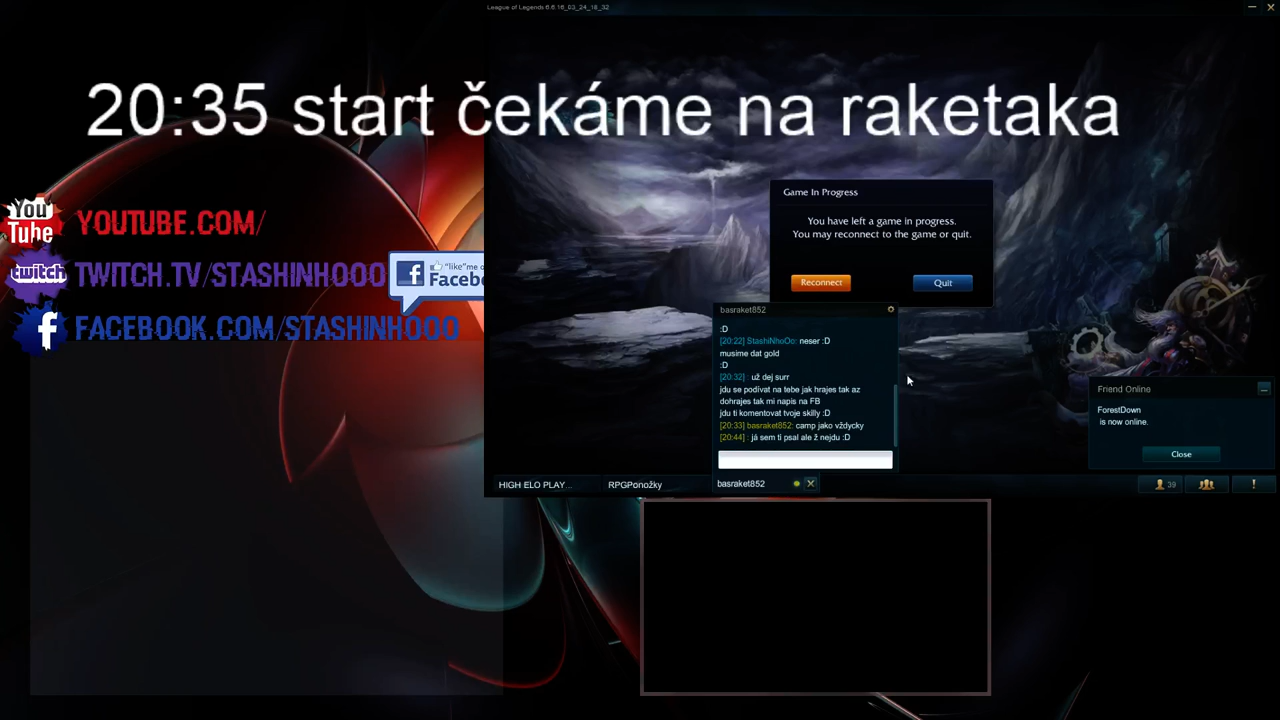 League of Legends 6.6.16_03_24_18_32
20:35 start čekáme na raketaka
You
Tube
YOUTUBE.COM/
twitch
TWITCH.TV/STASHINHOOO
"like" me o
Facebo
FACEBOOK.COM/STASHINHOOO
Game In Progress
You have left a game in progress.
You may reconnect to the game or quit.
Reconnect
Quit
basraket852
:D
[20:22] StashiNhoOo: neser :D
musime dat gold
:D
[20:32] : už dej surr
jdu se podívat na tebe jak hrajes tak az
dohrajes tak mi napis na FB
jdu ti komentovat tvoje skilly :D
[20:33] basraket852: camp jako vždycky
[20:44] : já sem ti psal ale ž nejdu :D
Friend Online
ForestDown
is now online.
Close
HIGH ELO PLAY...
RPGPonožky
basraket852
39